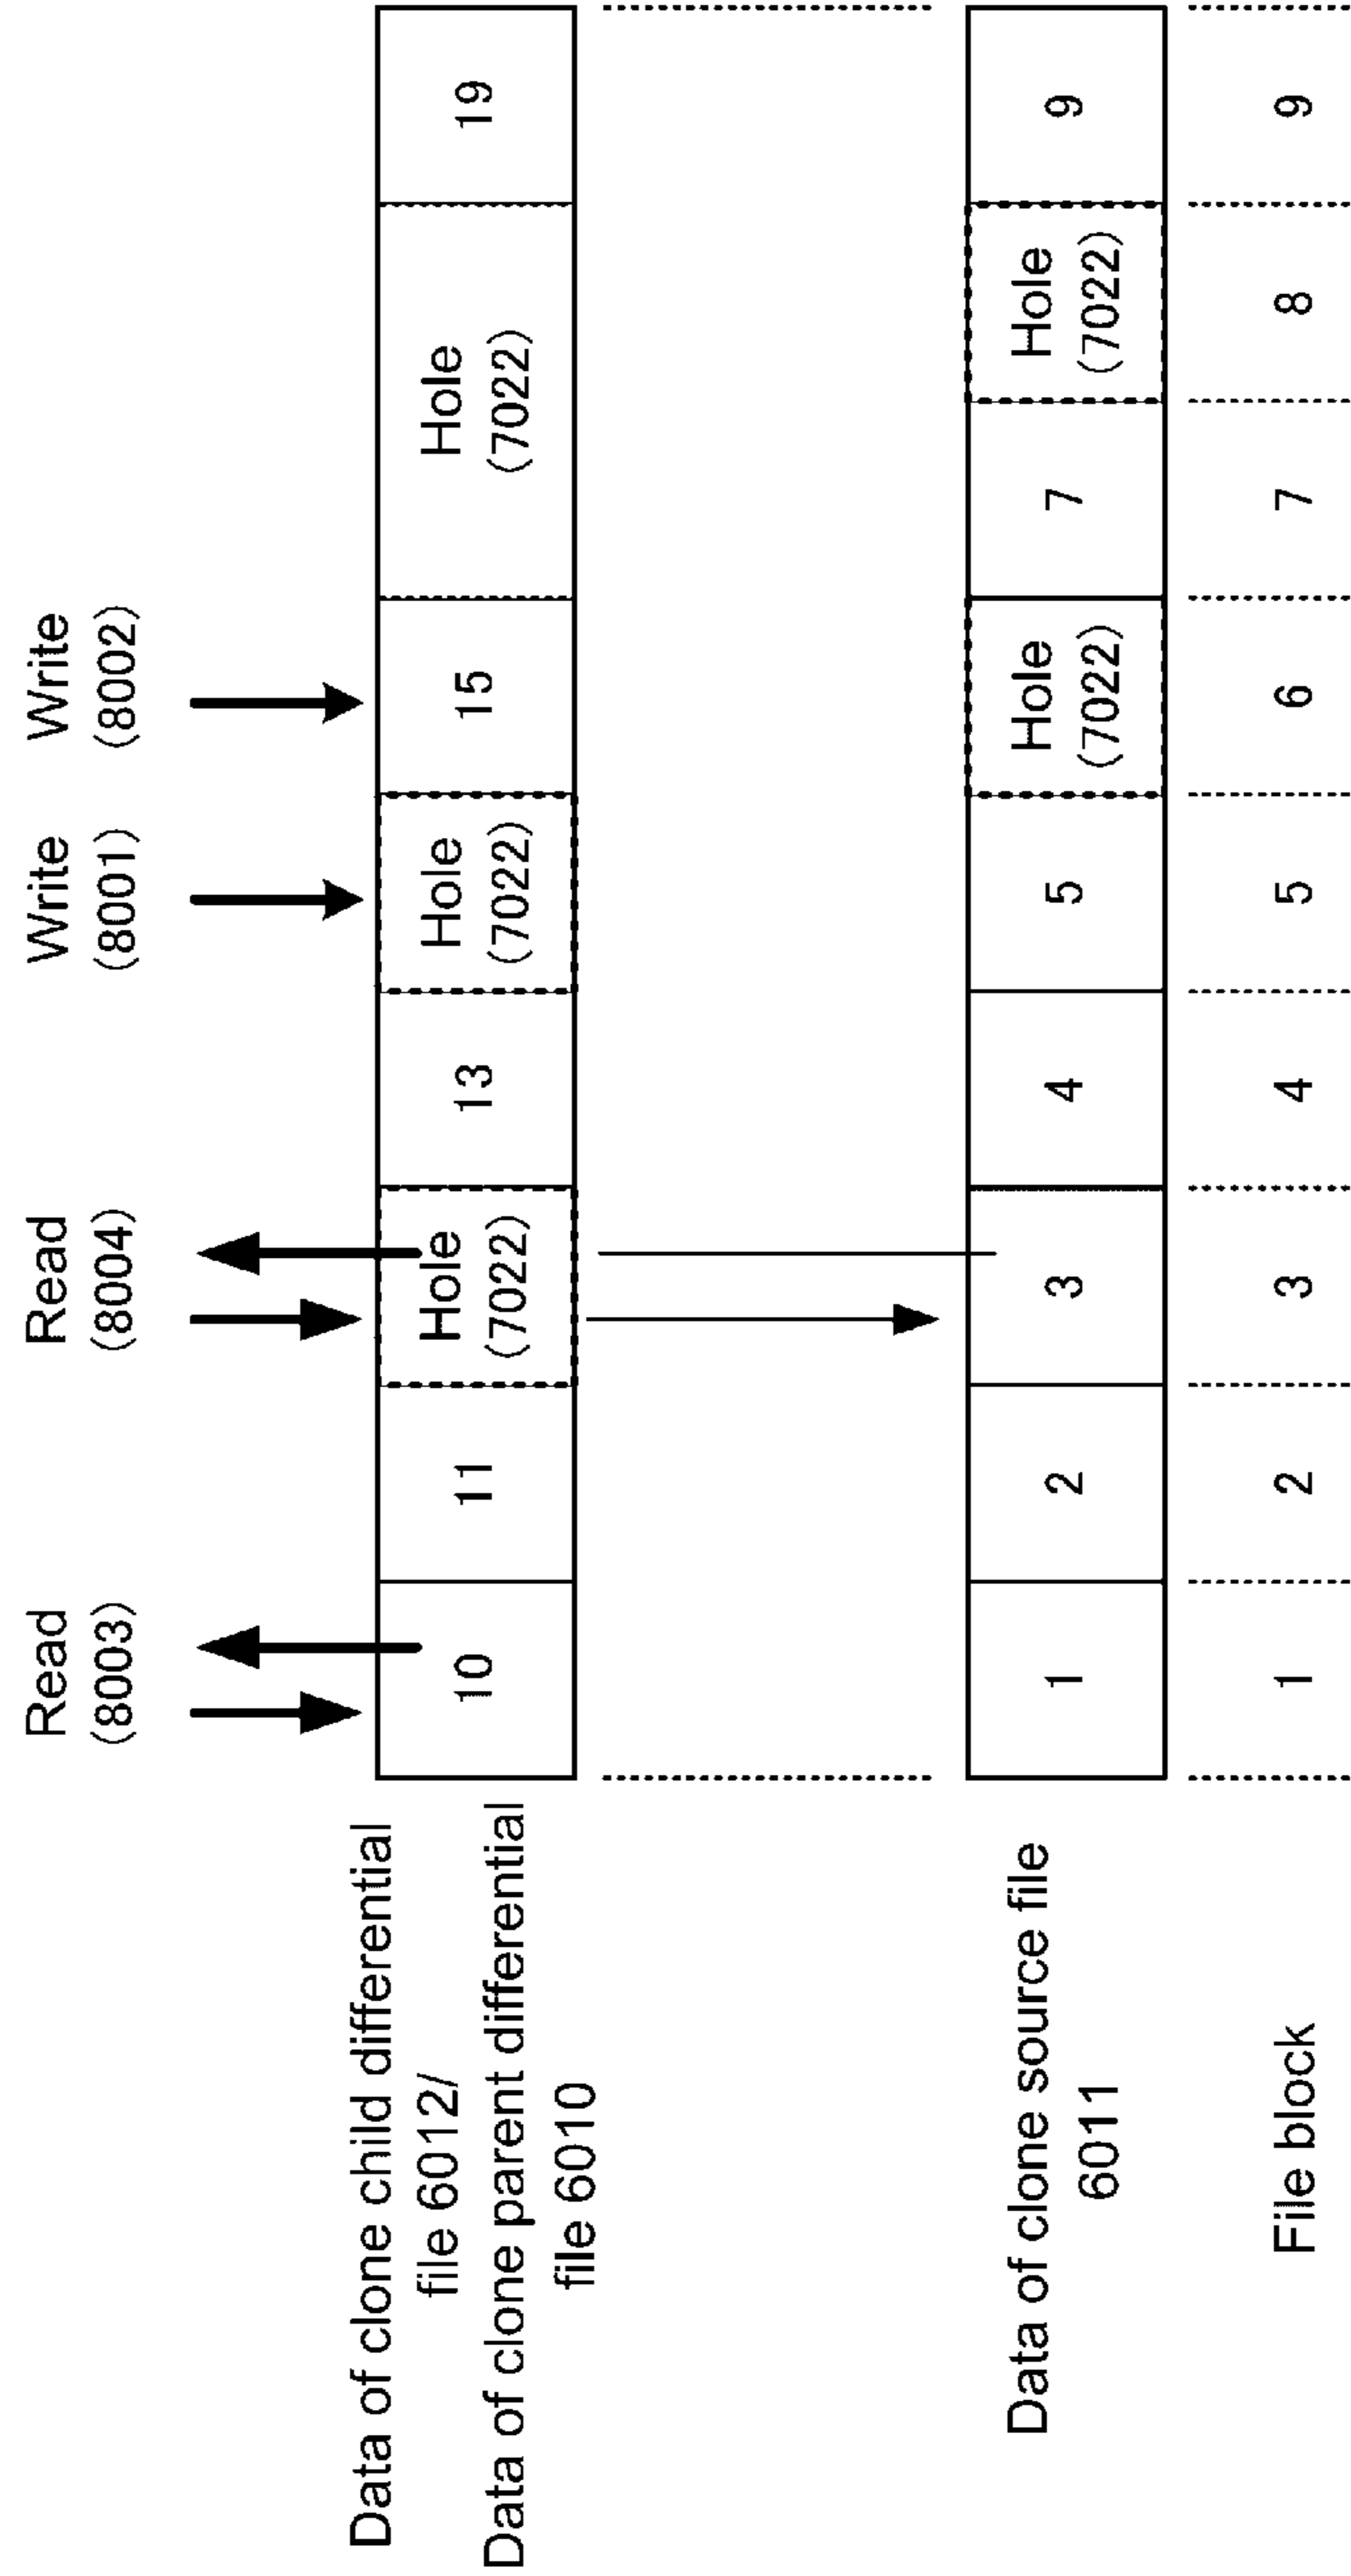 Read
(8003)
Read
(8004)
Write
(8001)
Write
(8002)
Data of clone child differential
file 6012/
Data of clone parent differential
file 6010
10
11
Hole
(7022)
13
Hole
(7022)
15
Hole
(7022)
19
Data of clone source file
6011
1
2
3
4
5
Hole
(7022)
7
Hole
(7022)
9
File block
1
2
3
4
5
6
7
8
9